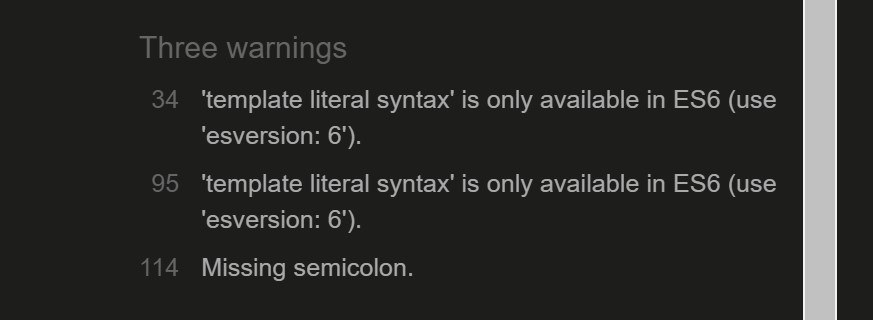 Three warnings
34 'template literal syntax' is only available in ES6 (use
'esversion: 6').
95 'template literal syntax' is only available in ES6 (use
'esversion: 6').
114 Missing semicolon.